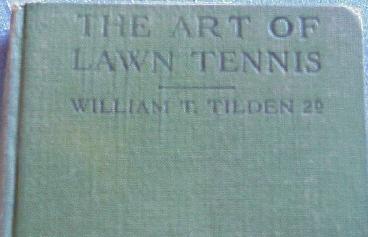 THE ART OF
LAWN TENNIS
WILLIAM T. TILDEN 2D